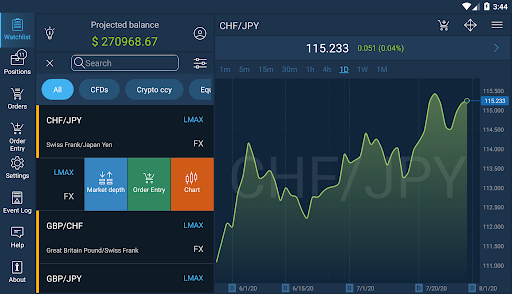 3:44
Watchlist
11
Positions
Orders
Order
Entry
Settings
Event Log
Help
About
Projected balance
$ 270968.67
Search
All
CFDs
Crypto ccy
Equ
CHF/JPY
LMAX
Swiss Frank/Japan Yen
FX
LMAX
FX
Market depth
Order Entry
Chart
GBP/CHF
LMAX
Great Britain Pound/Swiss Frank
FX
GBP/JPY
LMAX
CHF/JPY
115.233
0.051 (0.04%)
1m
5m
15m
30m
1h
4h
1D
1W
1M
CHF/JPY
115.500
115.233
114.500
114.000
113.500
113.000
112.500
112.000
111.500
111.000
D
6/1/20
D
6/15/20
D
7/1/20
D
7/20/20
D
8/1/20